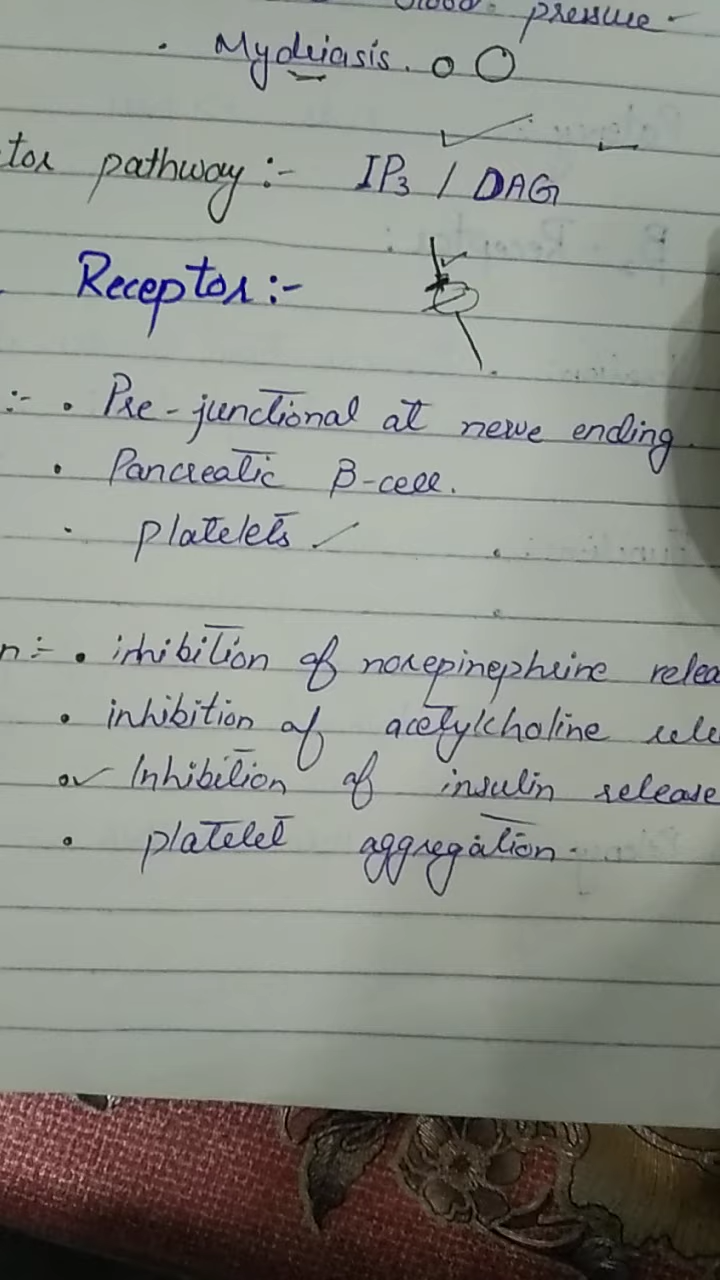 blood pressure
• Mydriasis.
tor pathway :- IP3 / DAG
Receptor :-
:- • Pre-junctional at nerve ending.
• Pancreatic β-cell.
• Platelets
n :- • inhibition of norepinephrine relea
• inhibition of acetylcholine rele
• Inhibition of insulin release
• platelet aggregation.